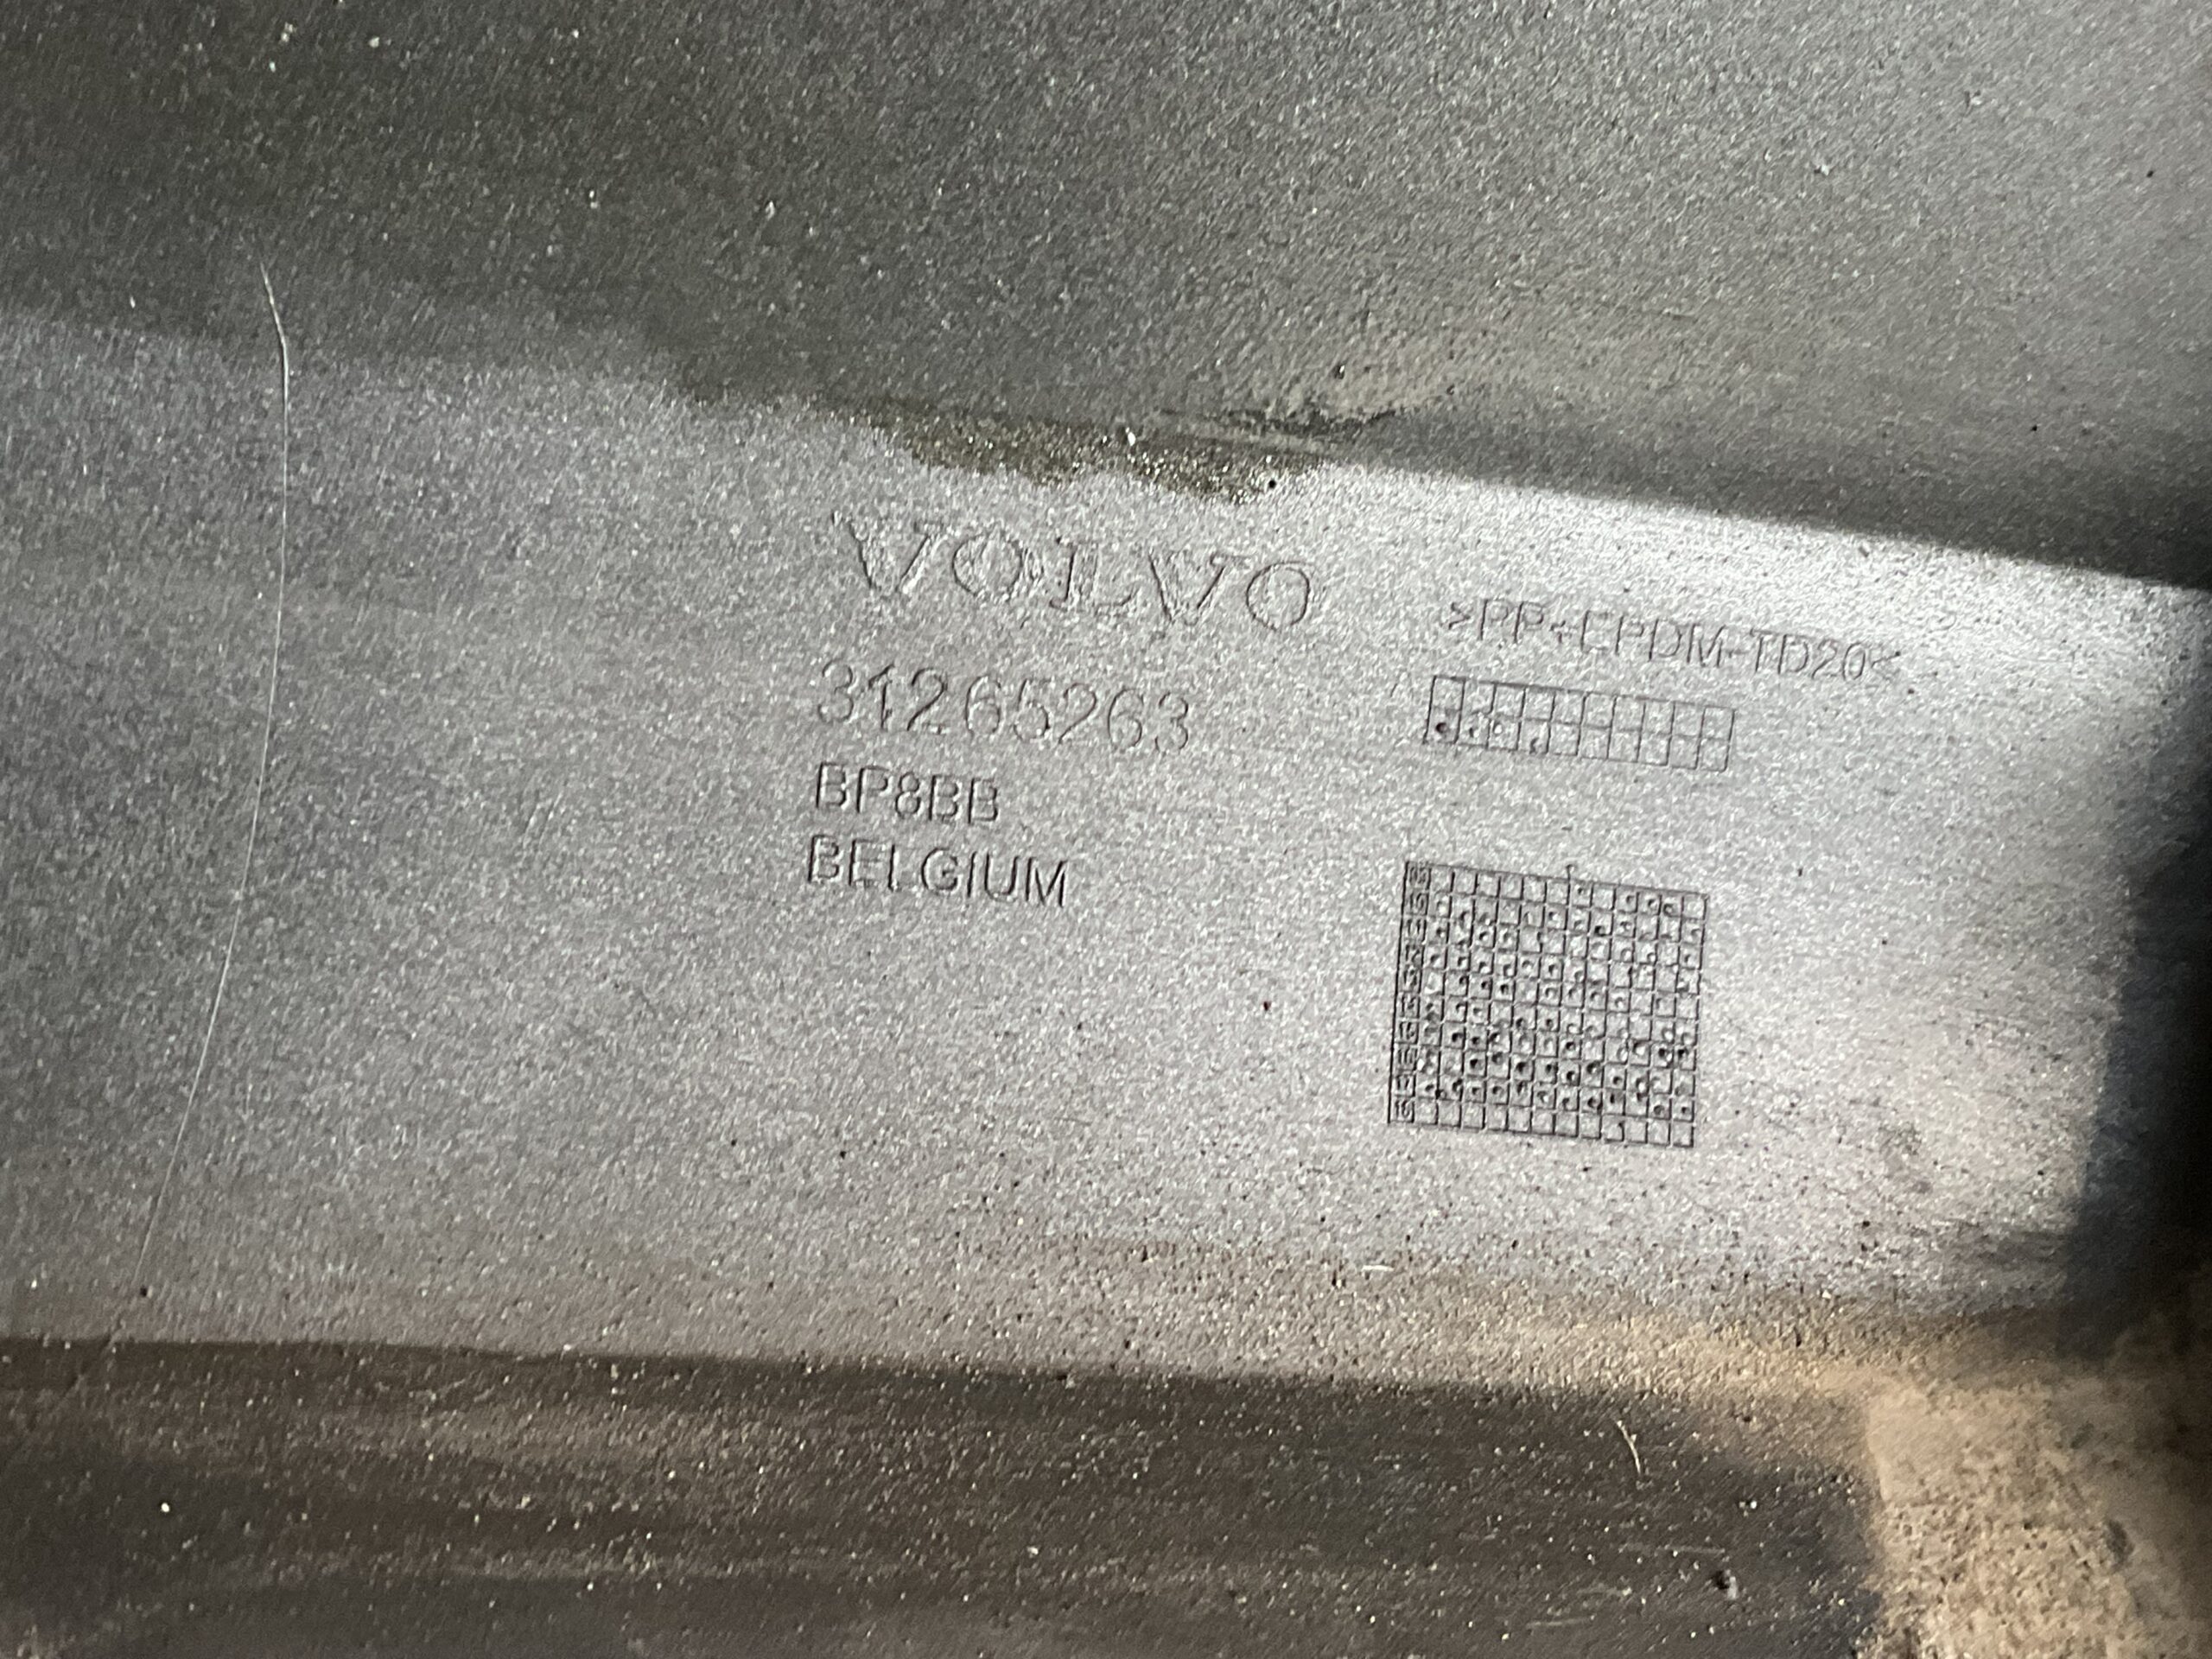 VOLVO
>PP+EPDM-TD20<
31265263
BP8BB
BELGIUM